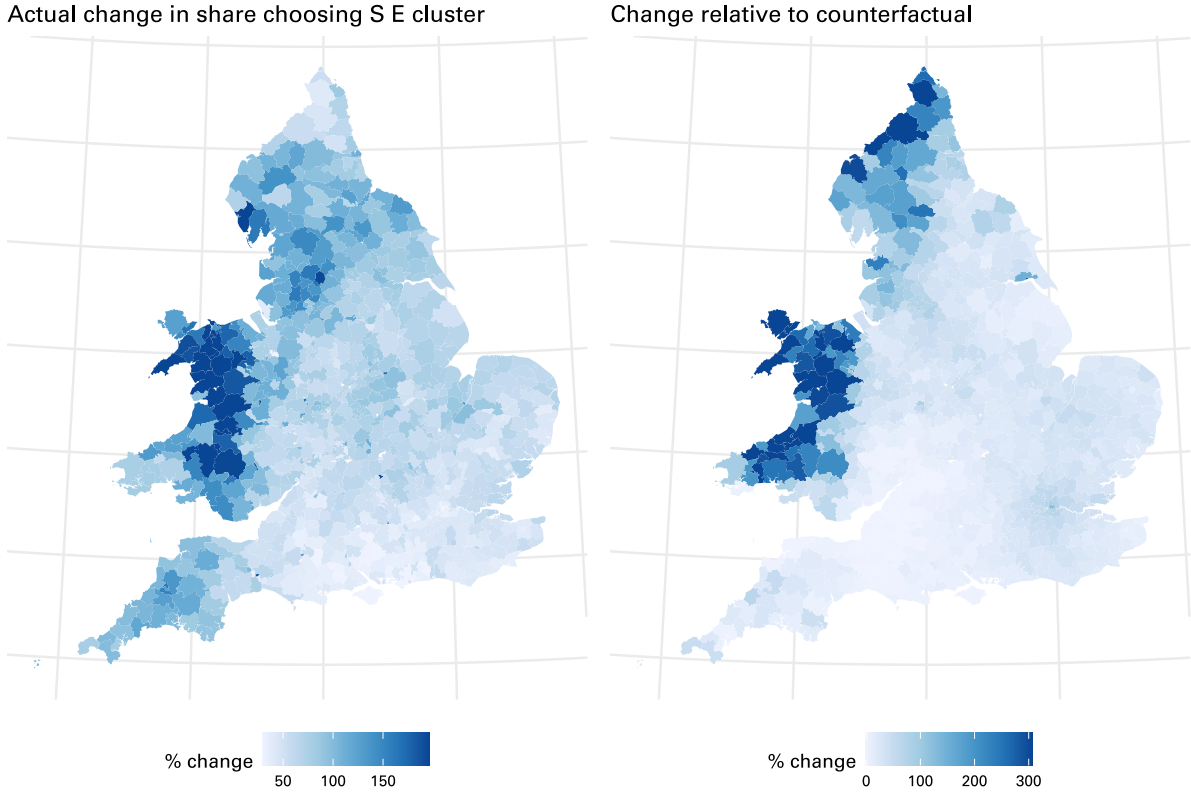 Actual change in share choosing S E cluster
Change relative to counterfactual
% change
50 100 150
% change
0 100 200 300